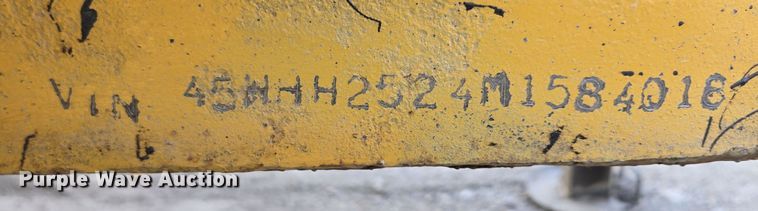 VIN 45WHH2524M1584016
Purple Wave Auction